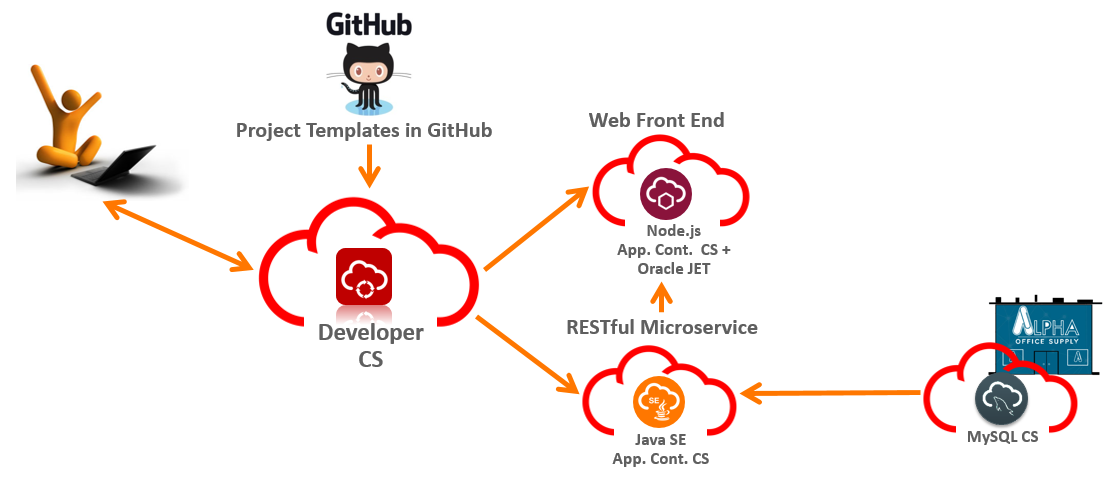 GitHub
Project Templates in GitHub
Web Front End
Node.js
App. Cont. CS +
Oracle JET
Developer
CS
RESTful Microservice
SE
Java SE
App. Cont. CS
ALPHA
OFFICE SUPPLY
A
MySQL CS